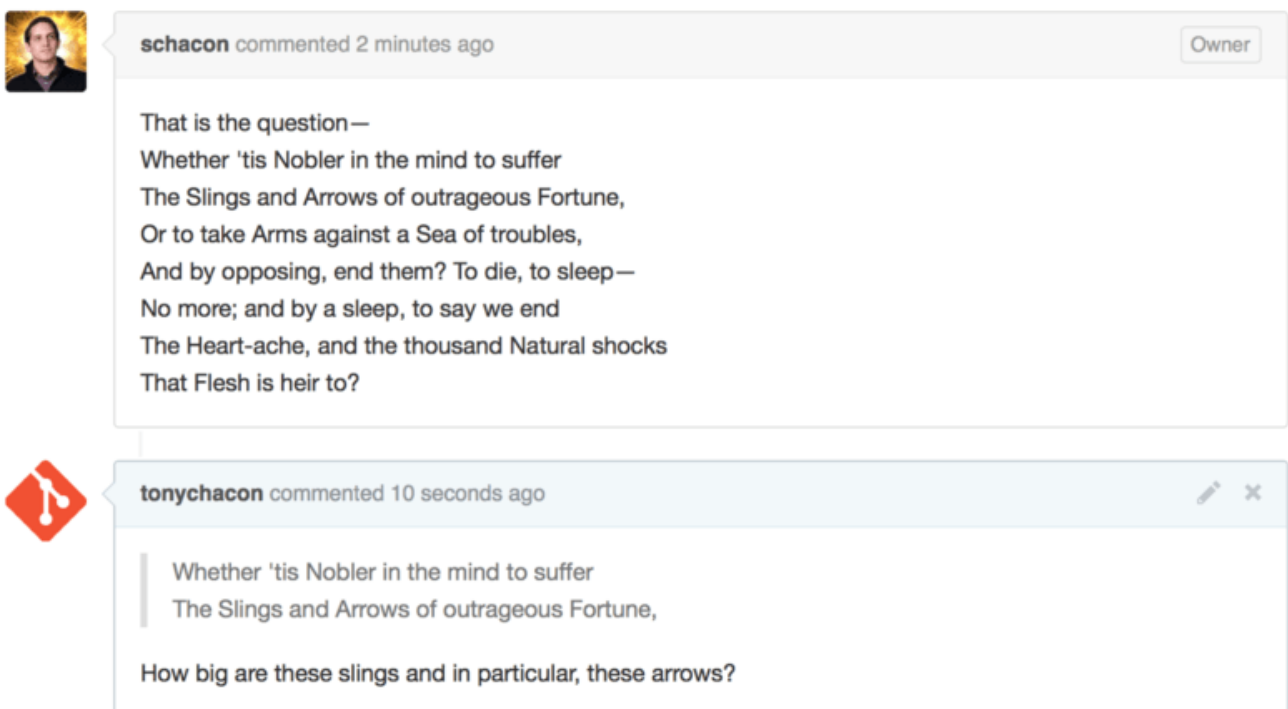 schacon commented 2 minutes ago
Owner
That is the question—
Whether 'tis Nobler in the mind to suffer
The Slings and Arrows of outrageous Fortune,
Or to take Arms against a Sea of troubles,
And by opposing, end them? To die, to sleep—
No more; and by a sleep, to say we end
The Heart-ache, and the thousand Natural shocks
That Flesh is heir to?
tonychacon commented 10 seconds ago
Whether 'tis Nobler in the mind to suffer
The Slings and Arrows of outrageous Fortune,
How big are these slings and in particular, these arrows?